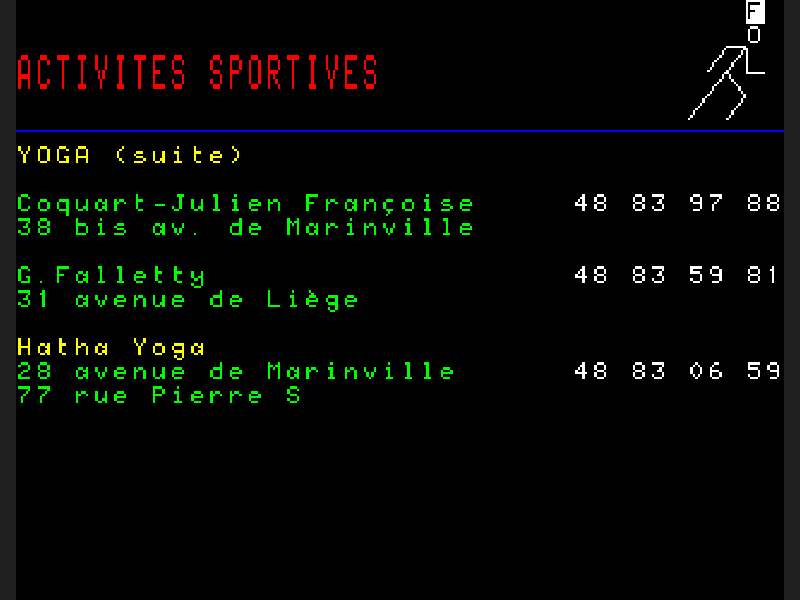 F
ACTIVITES SPORTIVES
YOGA (suite)
Coquart-Julien Françoise 48 83 97 88
38 bis av. de Marinville
G.Falletty 48 83 59 81
31 avenue de Liège
Hatha Yoga
28 avenue de Marinville 48 83 06 59
77 rue Pierre S